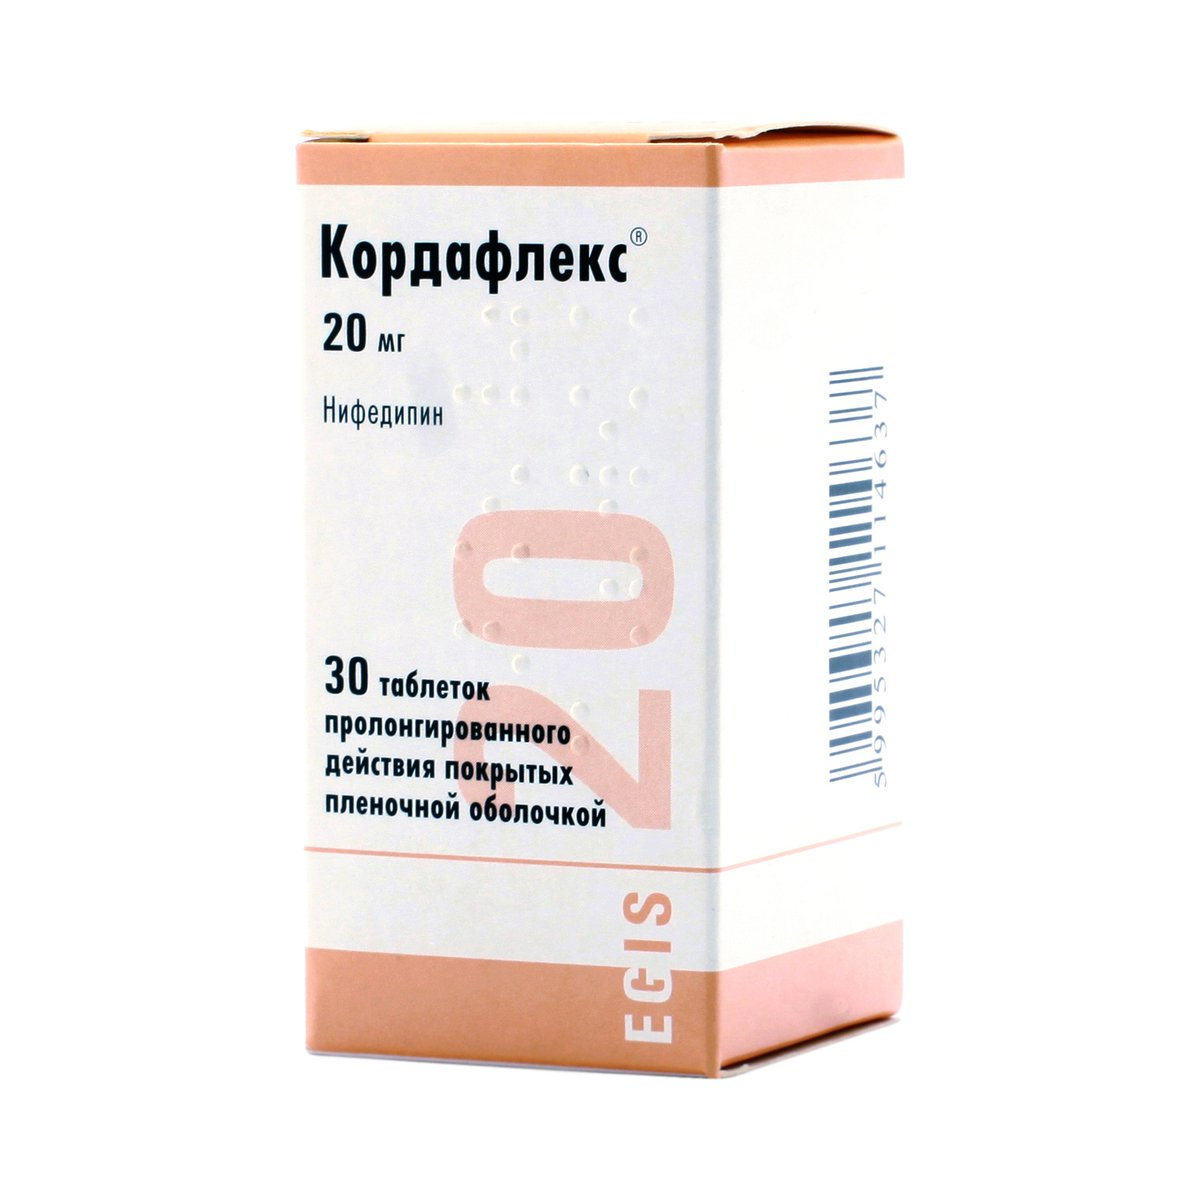 Кордафлекс®
20 мг
Нифедипин
20
30 таблеток
пролонгированного
действия покрытых
пленочной оболочкой
EGIS
5995327114637